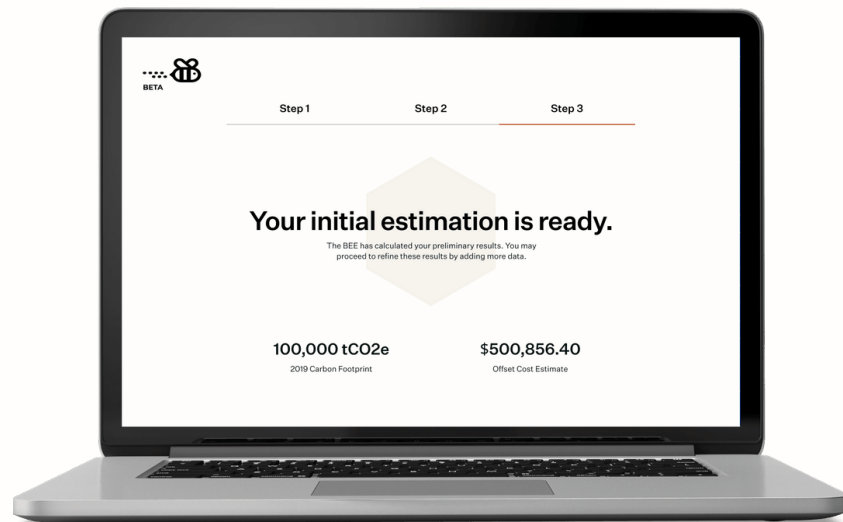 BETA
Step 1
Step 2
Step 3
Your initial estimation is ready.
The BEE has calculated your preliminary results. You may
proceed to refine these results by adding more data.
100,000 tCO2e
$500,856.40
2019 Carbon Footprint
Offset Cost Estimate